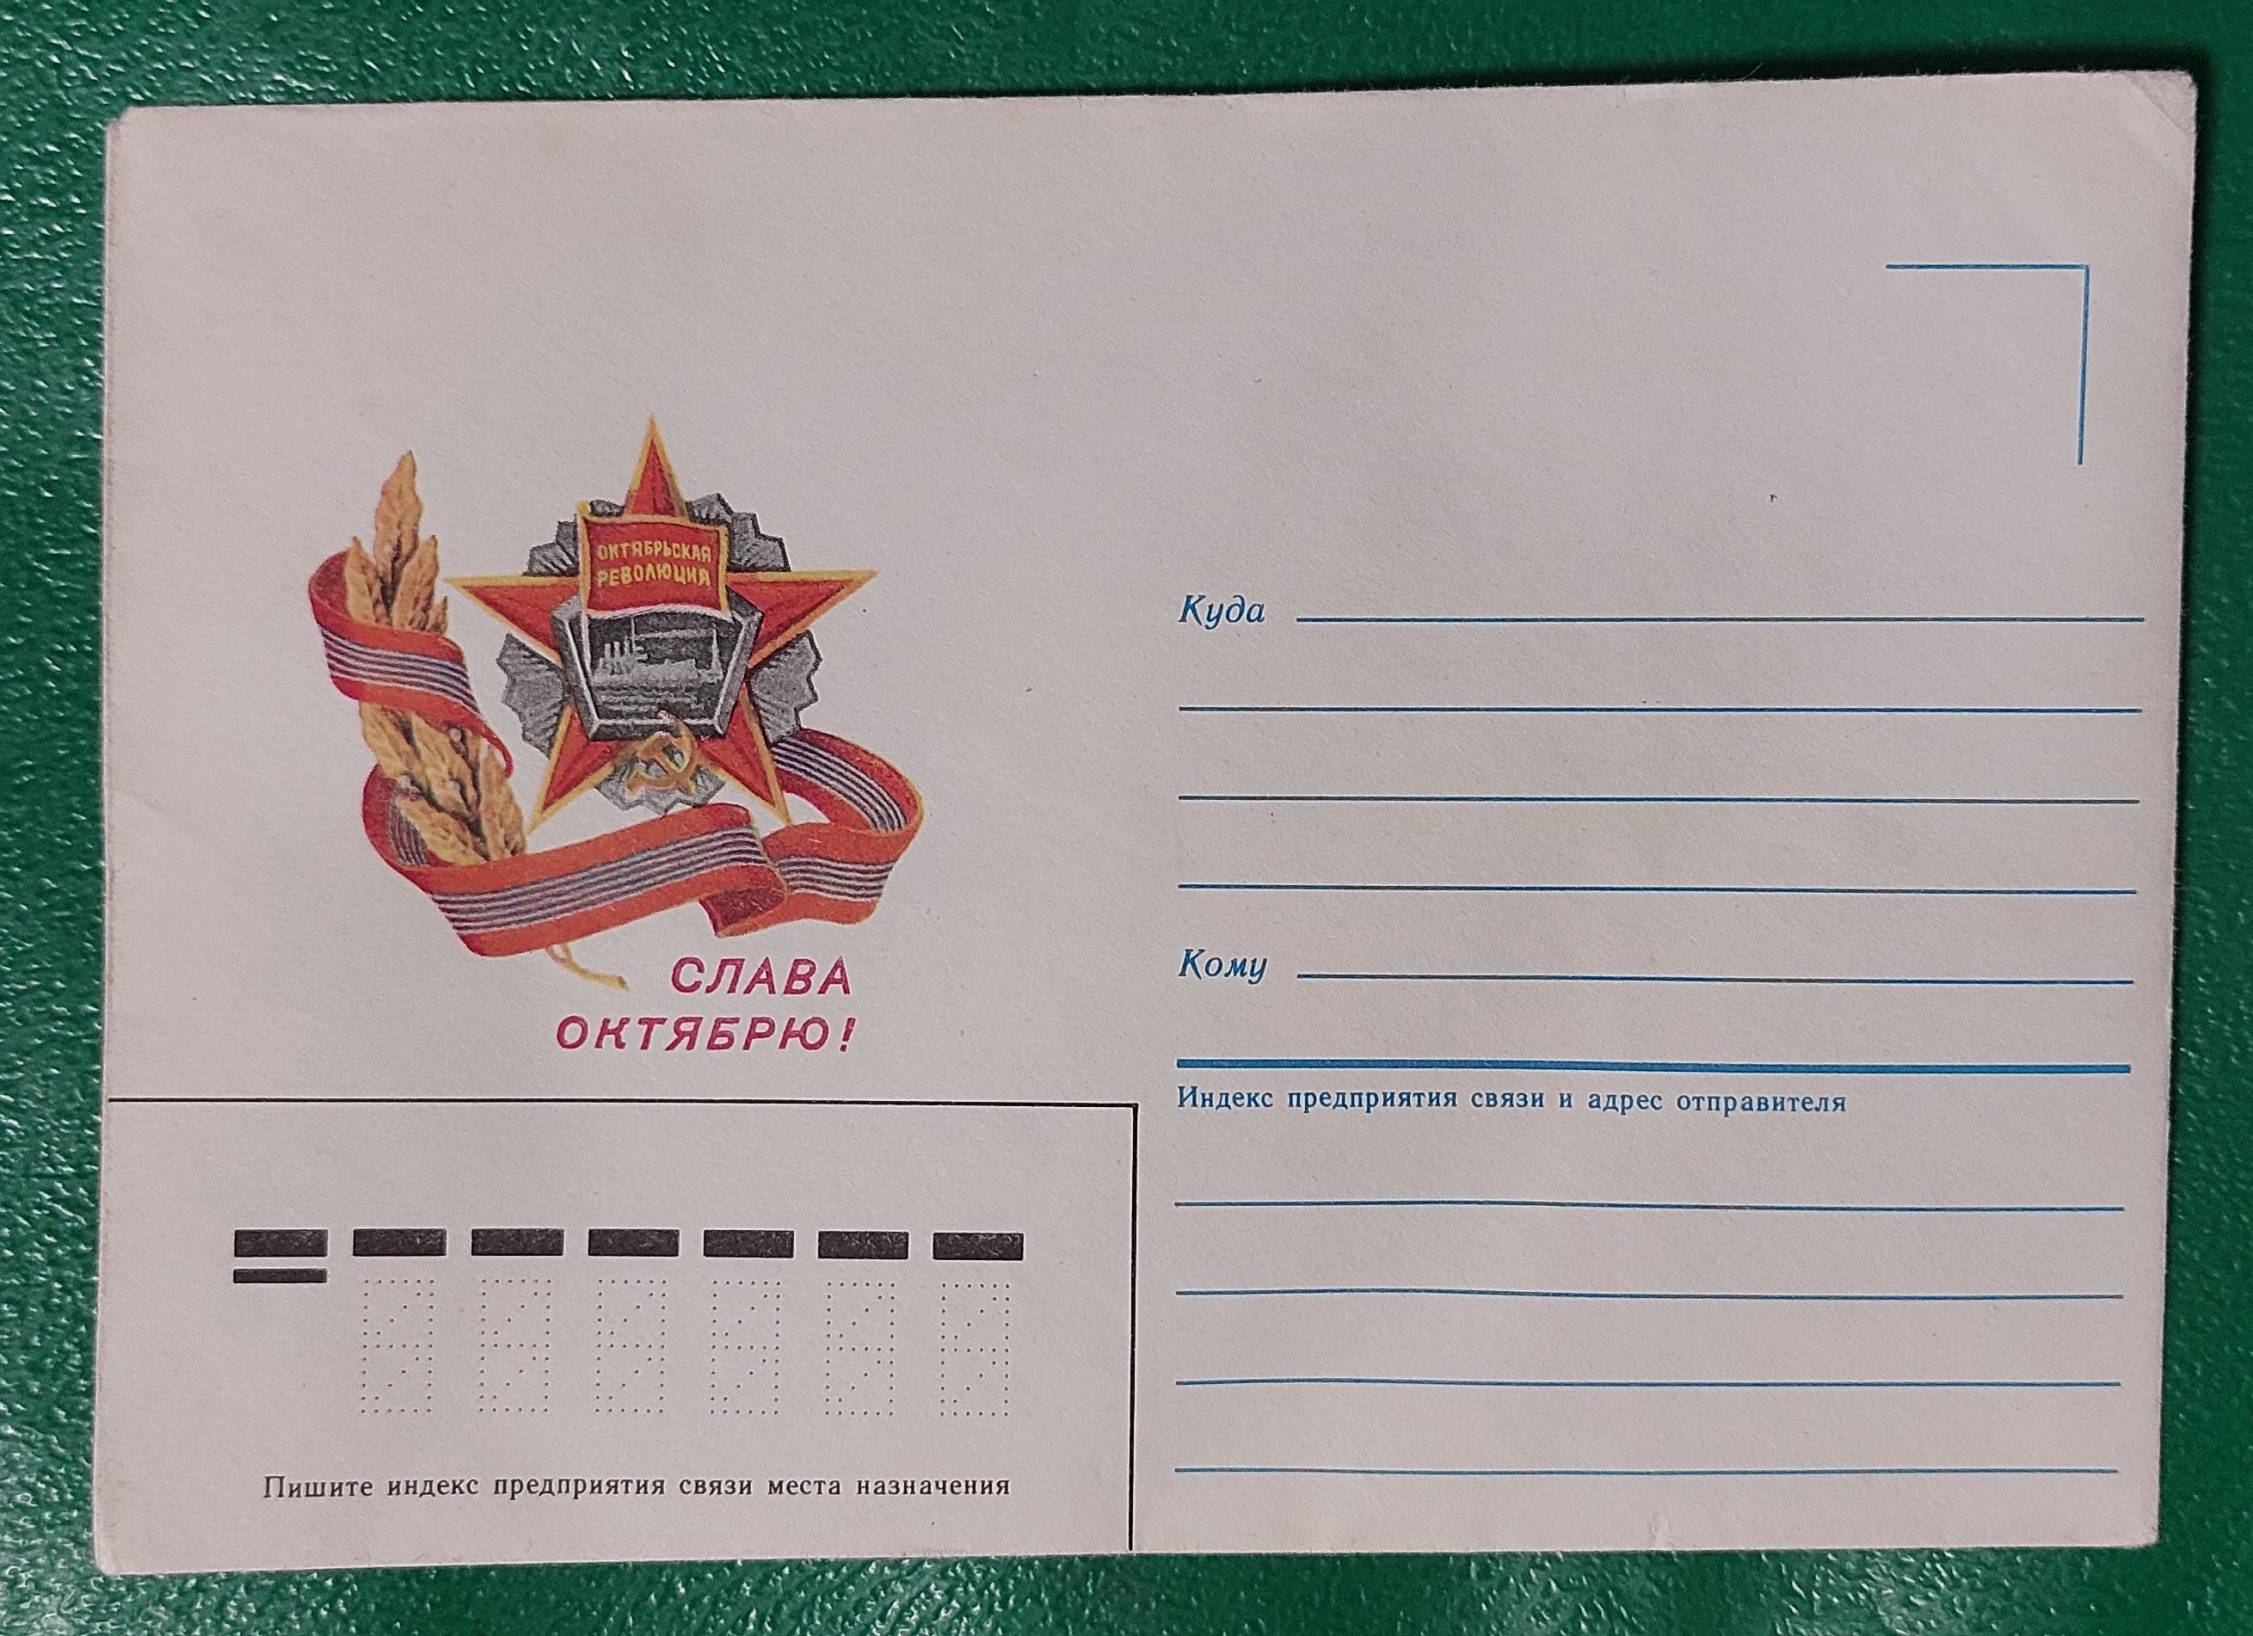 ОКТЯБРЬСКАЯ
РЕВОЛЮЦИЯ
СЛАВА
ОКТЯБРЮ!
Куда
Кому
Индекс предприятия связи и адрес отправителя
Пишите индекс предприятия связи места назначения